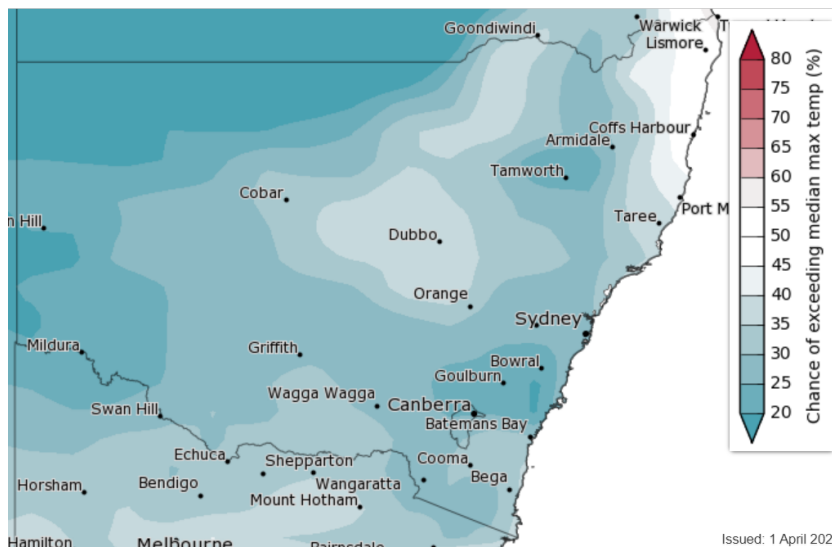 Goondiwindi
Warwick
Lismore
Coffs Harbour
Armidale
Tamworth
Cobar
n Hill
Port M
Taree
Dubbo
Orange
Sydney
Mildura
Griffith
Bowral
Goulburn
Wagga Wagga
Canberra
Swan Hill
Batemans Bay
Echuca
Shepparton
Cooma
Horsham
Bendigo
Wangaratta
Bega
Mount Hotham
Hamilton
Melbourne
Bairnsdale
80
75
70
65
60
55
50
45
40
35
30
25
20
Chance of exceeding median max temp (%)
Issued: 1 April 202